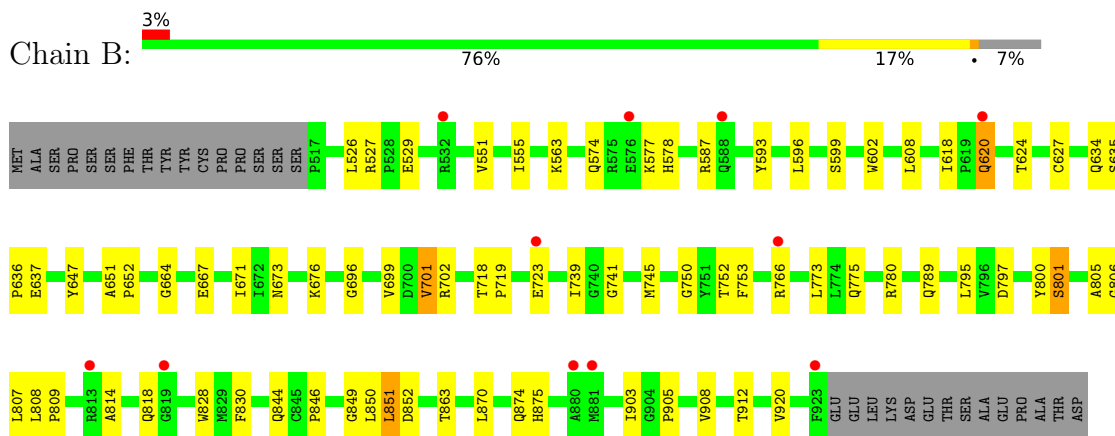 3%
Chain B:
76% 17% • 7%
MET ALA SER PRO SER SER PHE THR TYR TYR CYS PRO PRO SER SER SER P517 L526 R527 P528 E529 R532 V551 I555 K563 Q574 R575 E576 K577 H578 R587 Q588 Y593 L596 S599 W602 L608 I618 P619 Q620 T624 C627 Q634 S635
P636 E637 Y647 A651 P652 G664 E667 I671 I672 N673 K676 G696 V699 D700 V701 R702 T718 P719 E723 I739 G740 G741 M745 G750 Y751 T752 F753 R766 L773 L774 Q775 R780 Q789 L795 V796 D797 Y800 S801 A805
L807 L808 P809 R813 A814 Q818 G819 W828 M829 F830 Q844 C845 P846 G849 L850 L851 D852 T863 L870 Q874 H875 A880 M881 I903 G904 P905 V908 T912 V920 F923 GLU GLU LEU LYS ASP GLU THR SER ALA GLU PRO ALA THR ASP